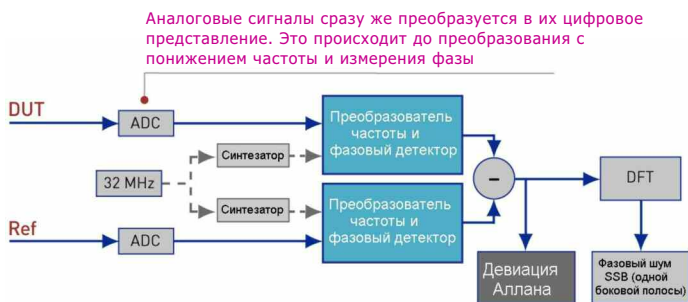 Аналоговые сигналы сразу же преобразуется в их цифровое
представление. Это происходит до преобразования с
понижением частоты и измерения фазы
DUT
ADC
Преобразователь
частоты и
фазовый детектор
Синтезатор
32 MHz
–
DFT
Синтезатор
Преобразователь
частоты и
фазовый детектор
Ref
ADC
Девиация
Аллана
Фазовый шум
SSB (одной
боковой полосы)